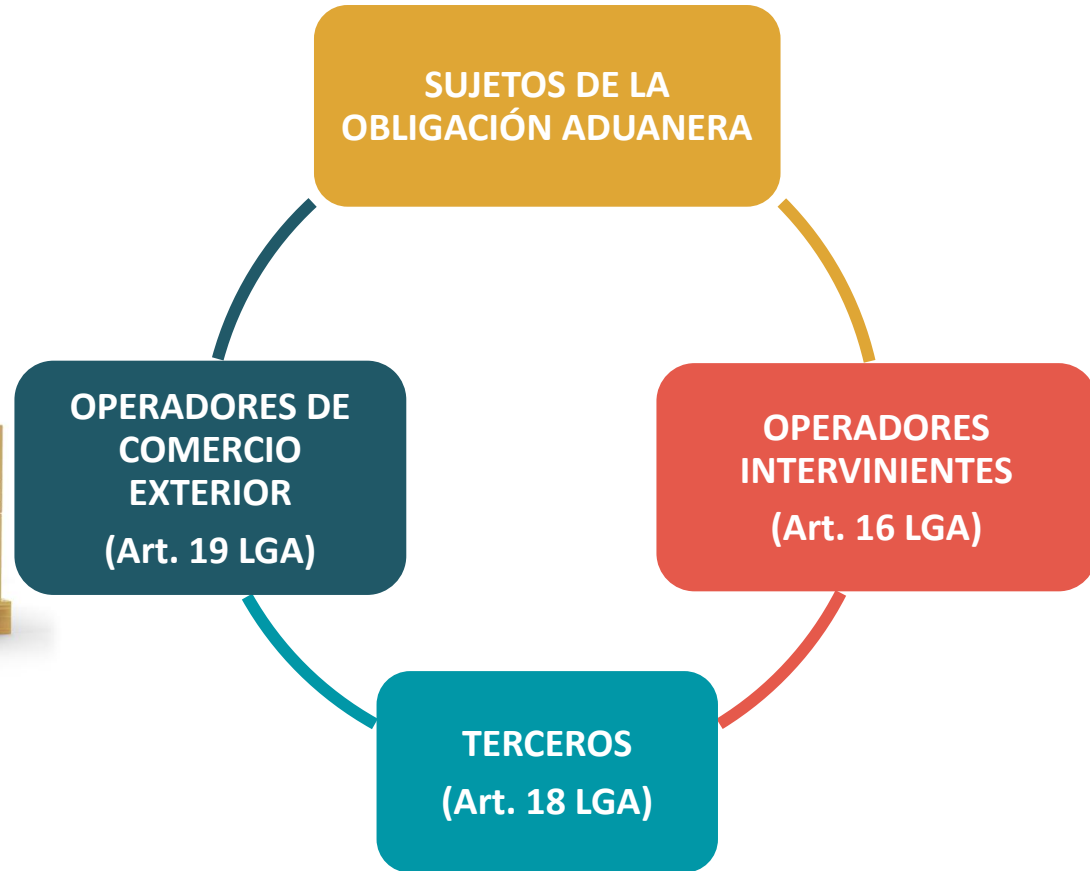 SUJETOS DE LA
OBLIGACIÓN ADUANERA
OPERADORES DE
COMERCIO
EXTERIOR
(Art. 19 LGA)
OPERADORES
INTERVINIENTES
(Art. 16 LGA)
TERCEROS
(Art. 18 LGA)